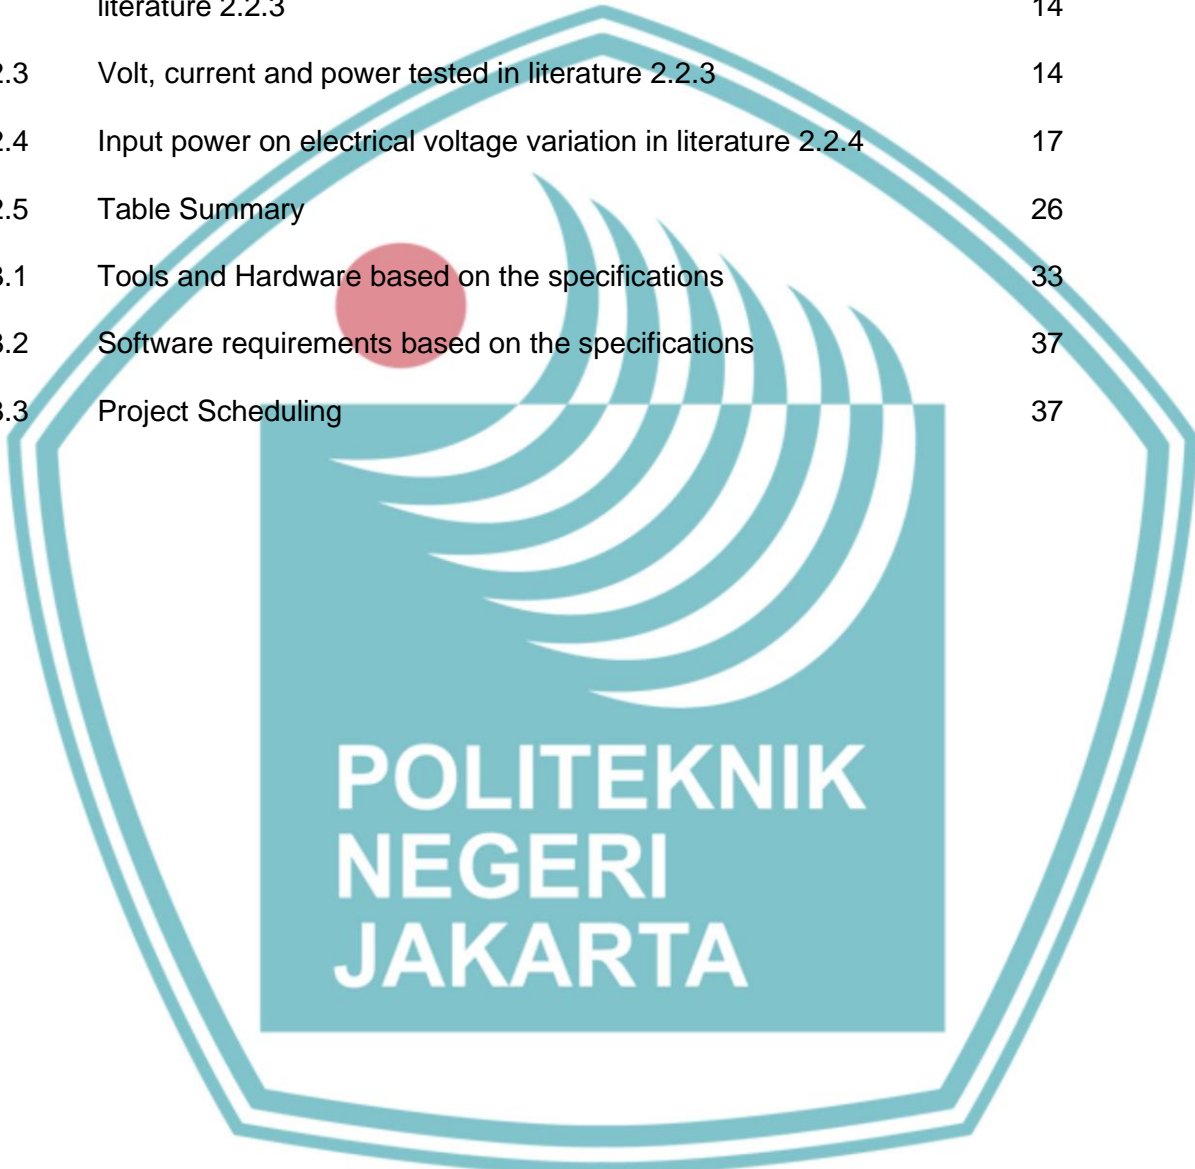 literature 2.2.3 14
2.3 Volt, current and power tested in literature 2.2.3 14
2.4 Input power on electrical voltage variation in literature 2.2.4 17
2.5 Table Summary 26
3.1 Tools and Hardware based on the specifications 33
3.2 Software requirements based on the specifications 37
3.3 Project Scheduling 37
POLITEKNIK
NEGERI
JAKARTA